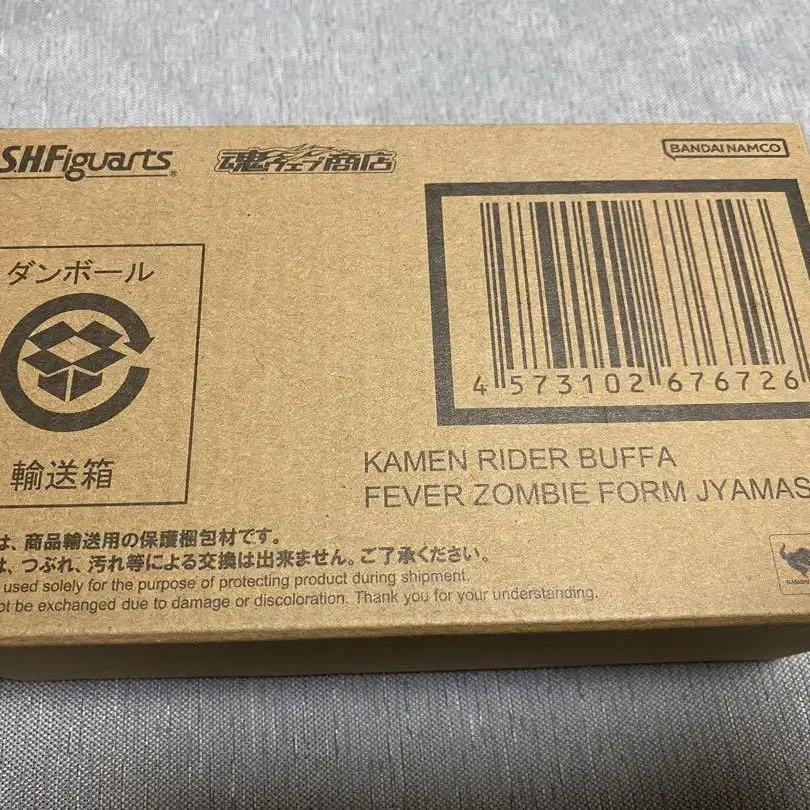 S.H.Figuarts®
魂ウェブ商店
BANDAI NAMCO
4 573102 676726
ダンボール
輸送箱
KAMEN RIDER BUFFA
FEVER ZOMBIE FORM JYAMAS
は、商品輸送用の保護梱包材です。
は、つぶれ、汚れ等による交換は出来ません。ご了承ください。
used solely for the purpose of protecting product during shipment.
ot be exchanged due to damage or discoloration. Thank you for your understanding.